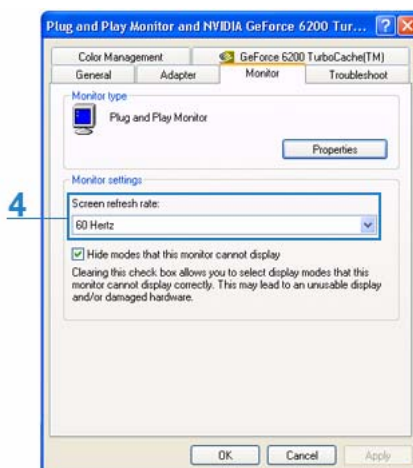 Plug and Play Monitor and NVIDIA GeForce 6200 Tur...
Color Management
GeForce 6200 TurboCache(TM)
General
Adapter
Monitor
Troubleshoot
Monitor type
Plug and Play Monitor
Properties
Monitor settings
4
Screen refresh rate:
60 Hertz
Hide modes that this monitor cannot display
Clearing this check box allows you to select display modes that this
monitor cannot display correctly. This may lead to an unusable display
and/or damaged hardware.
OK
Cancel
Apply